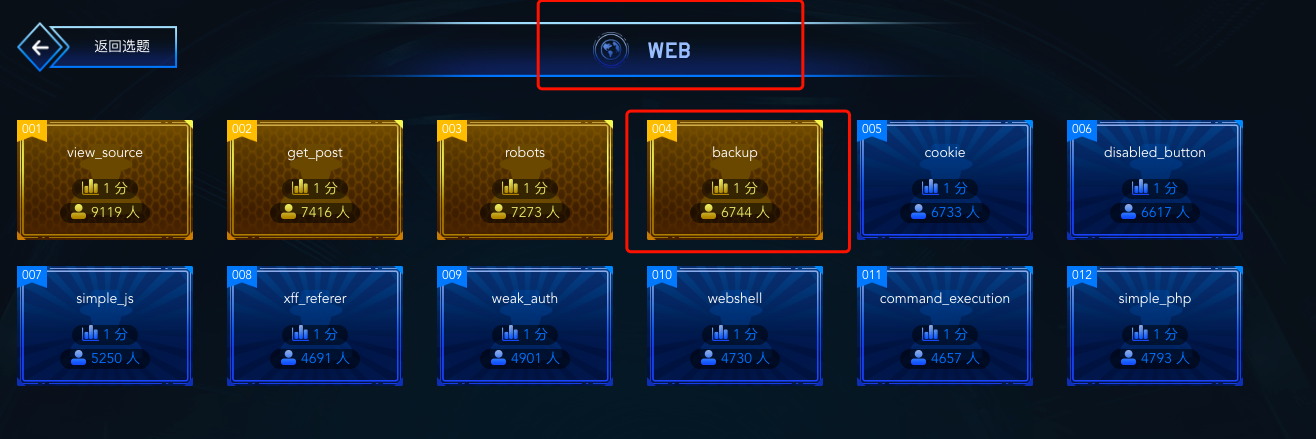 返回选题
WEB
001 002 003 004 005 006
view_source get_post robots backup cookie disabled_button
1 分 1 分 1 分 1 分 1 分 1 分
9119 人 7416 人 7273 人 6744 人 6733 人 6617 人
007 008 009 010 011 012
simple_js xff_referer weak_auth webshell command_execution simple_php
1 分 1 分 1 分 1 分 1 分 1 分
5250 人 4691 人 4901 人 4730 人 4657 人 4793 人